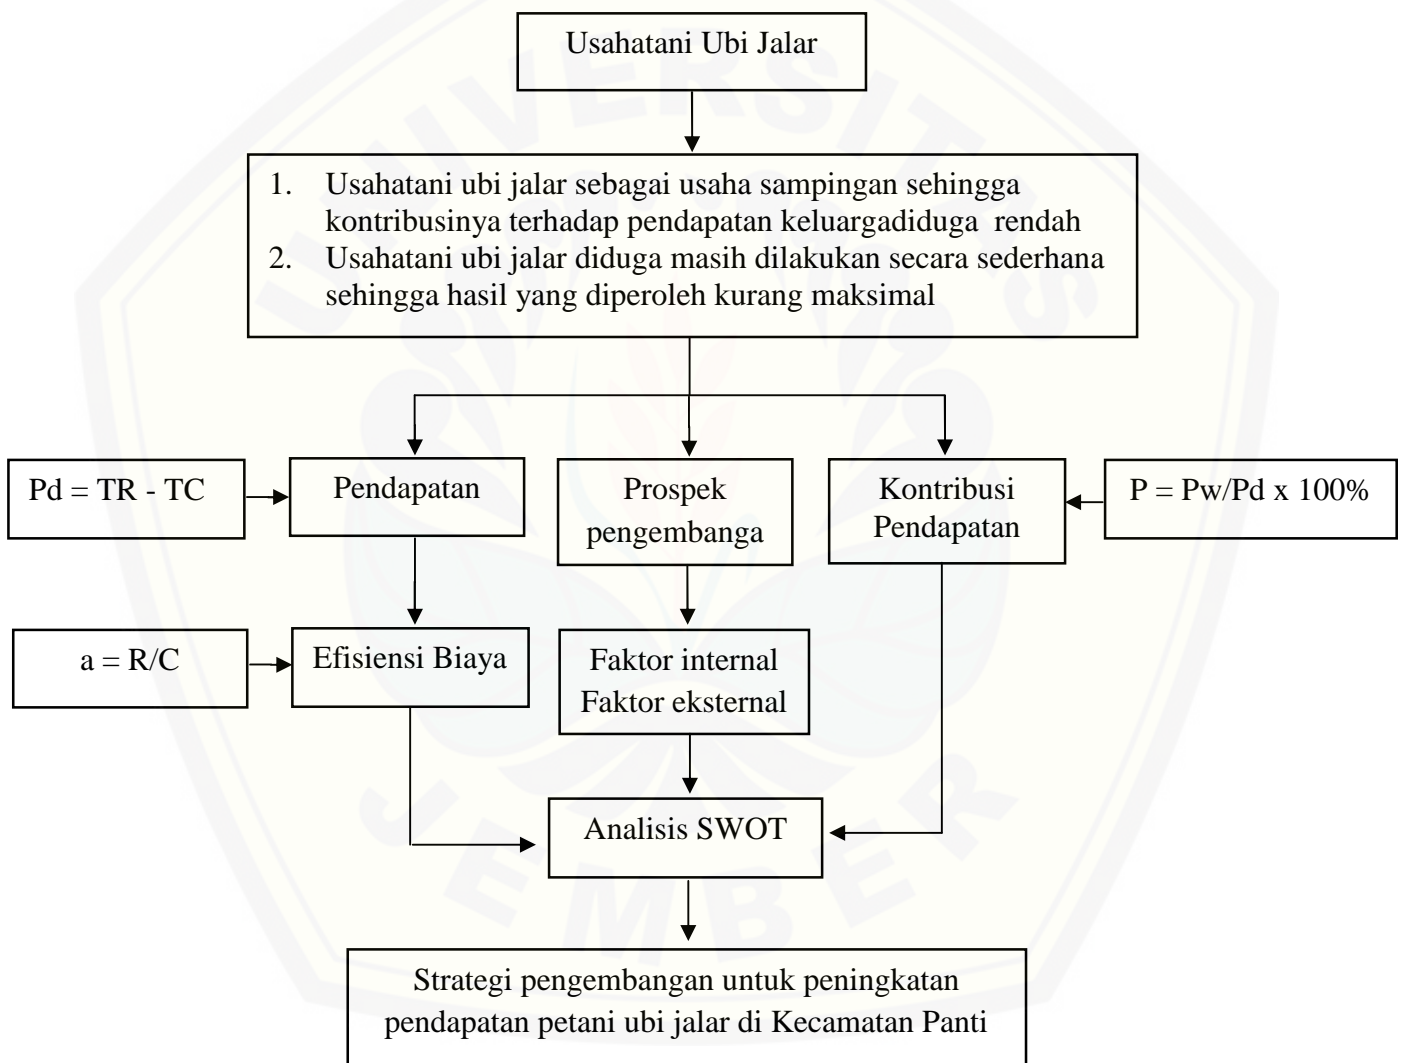 UNIVERSITAS
Usahatani Ubi Jalar
1. Usahatani ubi jalar sebagai usaha sampingan sehingga
kontribusinya terhadap pendapatan keluargadiduga rendah
2. Usahatani ubi jalar diduga masih dilakukan secara sederhana
sehingga hasil yang diperoleh kurang maksimal
Pd = TR - TC
Pendapatan
Prospek
pengembanga
Kontribusi
Pendapatan
P = Pw/Pd x 100%
a = R/C
Efisiensi Biaya
Faktor internal
Faktor eksternal
Analisis SWOT
JEMBER
Strategi pengembangan untuk peningkatan
pendapatan petani ubi jalar di Kecamatan Panti